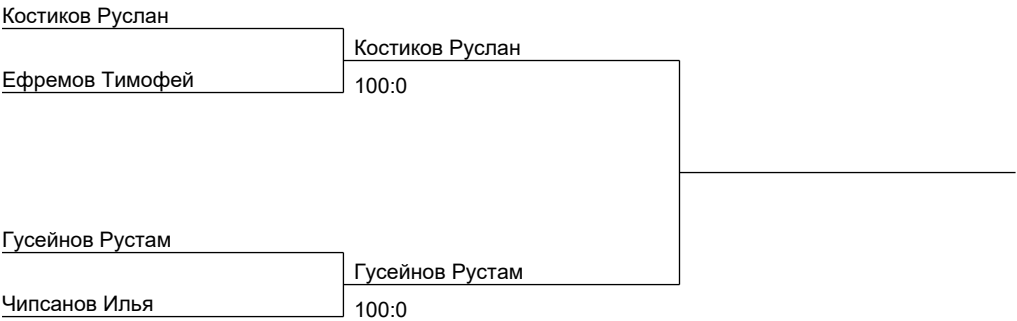 Костиков Руслан
Костиков Руслан
Ефремов Тимофей
100:0
Гусейнов Рустам
Гусейнов Рустам
Чипсанов Илья
100:0